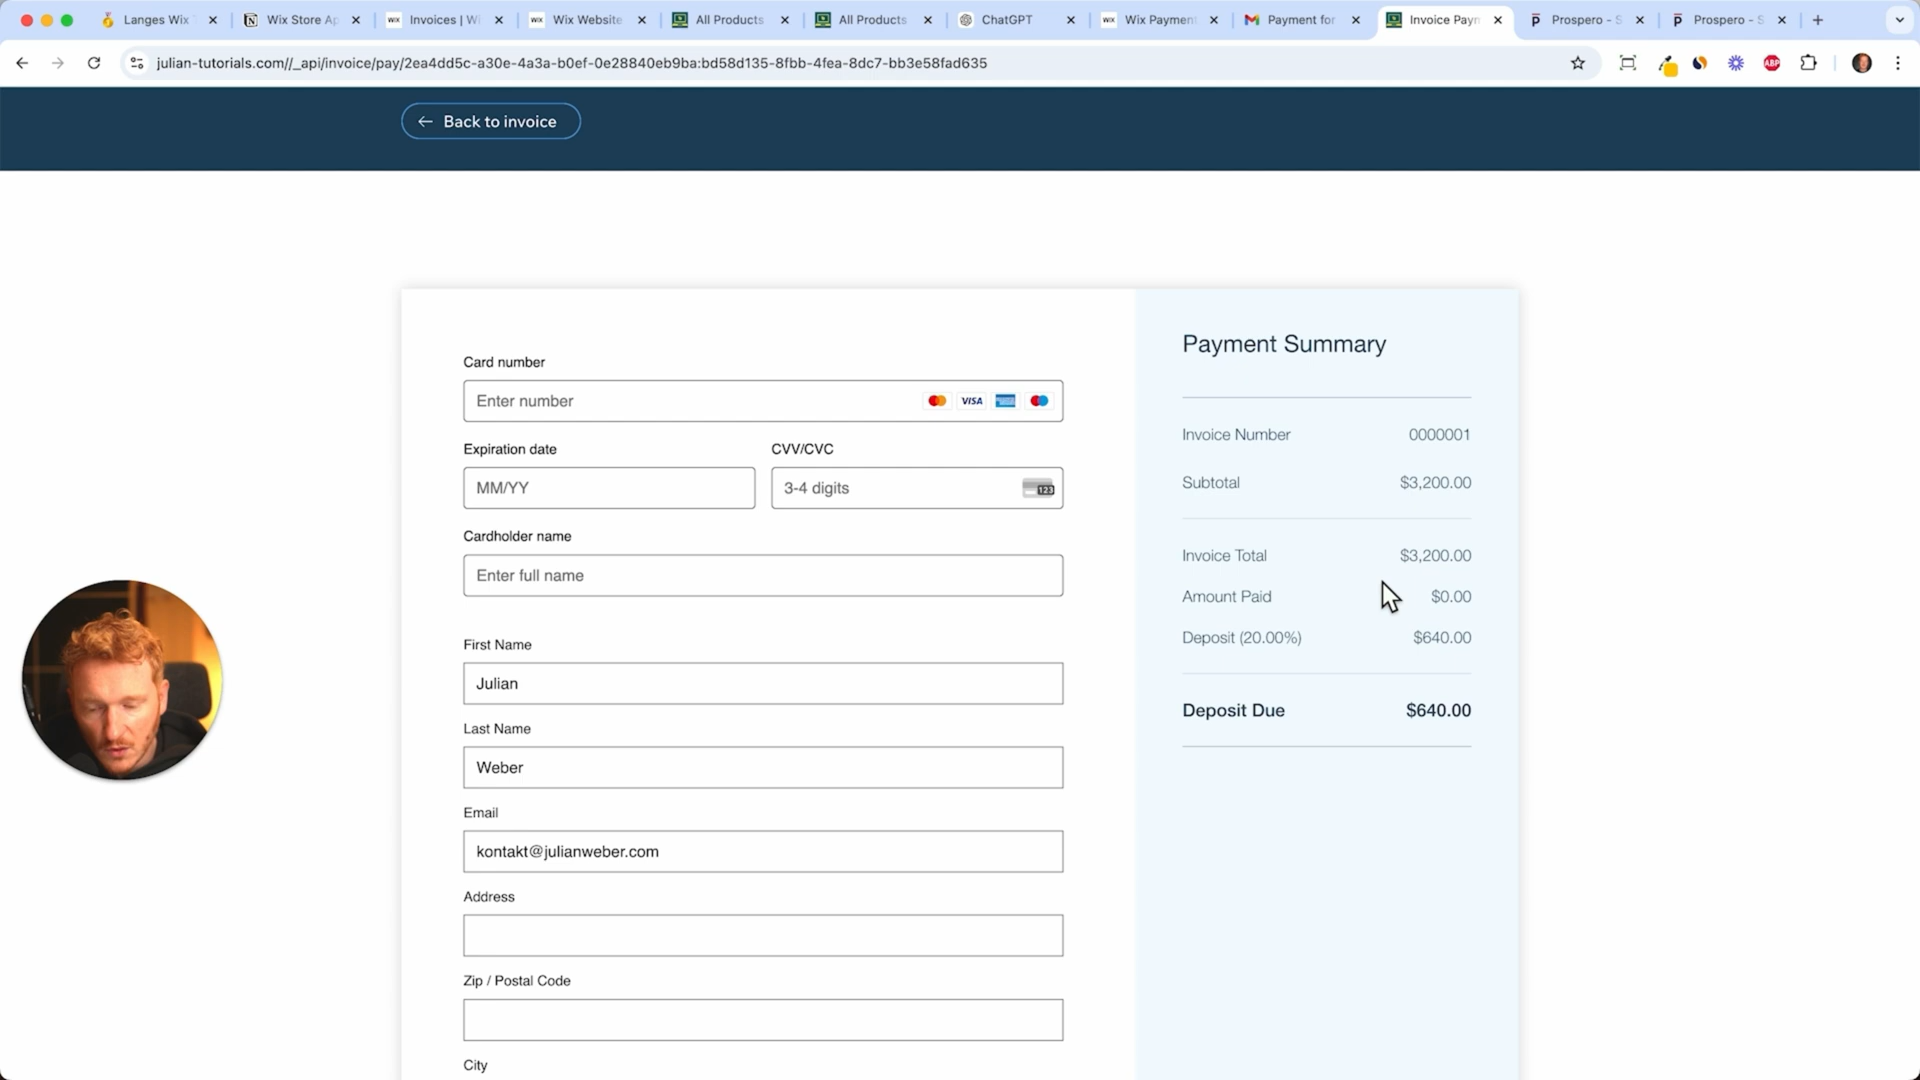 Langes Wix
Wix Store Ap
Invoices | Wi
Wix Website
All Products
All Products
ChatGPT
Wix Payment
Payment for
Invoice Paym
Prospero - S
Prospero - S
julian-tutorials.com//_api/invoice/pay/2ea4dd5c-a30e-4a3a-b0ef-0e28840eb9ba:bd58d135-8fbb-4fea-8dc7-bb3e58fad635
ABP
Back to invoice
Card number
Enter number
VISA
Expiration date
CVV/CVC
MM/YY
3-4 digits
123
Cardholder name
Enter full name
First Name
Julian
Last Name
Weber
Email
kontakt@julianweber.com
Address
Zip / Postal Code
City
Payment Summary
Invoice Number 0000001
Subtotal $3,200.00
Invoice Total $3,200.00
Amount Paid $0.00
Deposit (20.00%) $640.00
Deposit Due $640.00